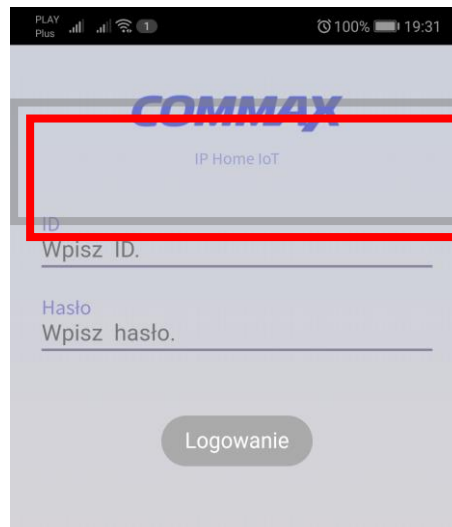 PLAY
Plus
1
100%
19:31
COMMAX
IP Home IoT
ID
Wpisz ID.
Hasło
Wpisz hasło.
Logowanie